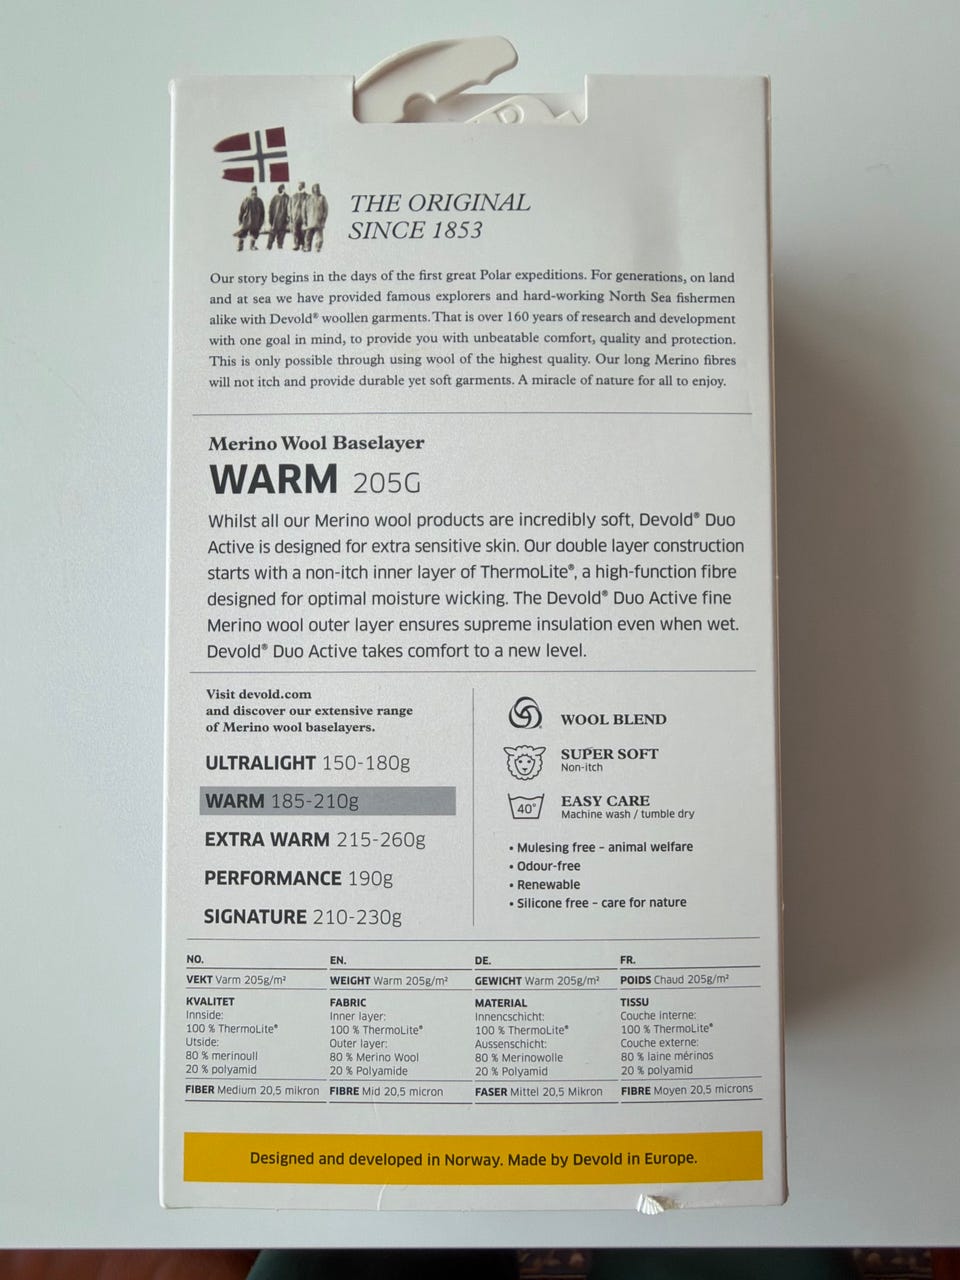 THE ORIGINAL
SINCE 1853
Our story begins in the days of the first great Polar expeditions. For generations, on land
and at sea we have provided famous explorers and hard-working North Sea fishermen
alike with Devold® woollen garments. That is over 160 years of research and development
with one goal in mind, to provide you with unbeatable comfort, quality and protection.
This is only possible through using wool of the highest quality. Our long Merino fibres
will not itch and provide durable yet soft garments. A miracle of nature for all to enjoy.
Merino Wool Baselayer
WARM 205G
Whilst all our Merino wool products are incredibly soft, Devold® Duo
Active is designed for extra sensitive skin. Our double layer construction
starts with a non-itch inner layer of ThermoLite®, a high-function fibre
designed for optimal moisture wicking. The Devold® Duo Active fine
Merino wool outer layer ensures supreme insulation even when wet.
Devold® Duo Active takes comfort to a new level.
Visit devold.com
and discover our extensive range
of Merino wool baselayers.
ULTRALIGHT 150-180g
WARM 185-210g
EXTRA WARM 215-260g
PERFORMANCE 190g
SIGNATURE 210-230g
WOOL BLEND
SUPER SOFT
Non-itch
40°
EASY CARE
Machine wash / tumble dry
• Mulesing free – animal welfare
• Odour-free
• Renewable
• Silicone free – care for nature
NO.
VEKT Varm 205g/m²
KVALITET
Innside:
100 % ThermoLite®
Utside:
80 % merinoull
20 % polyamid
FIBER Medium 20,5 mikron
EN.
WEIGHT Warm 205g/m²
FABRIC
Inner layer:
100 % ThermoLite®
Outer layer:
80 % Merino Wool
20 % Polyamide
FIBRE Mid 20,5 micron
DE.
GEWICHT Warm 205g/m²
MATERIAL
Innencschicht:
100 % ThermoLite®
Aussenschicht:
80 % Merinowolle
20 % Polyamid
FASER Mittel 20,5 Mikron
FR.
POIDS Chaud 205g/m²
TISSU
Couche interne:
100 % ThermoLite®
Couche externe:
80 % laine mérinos
20 % polyamid
FIBRE Moyen 20,5 microns
Designed and developed in Norway. Made by Devold in Europe.